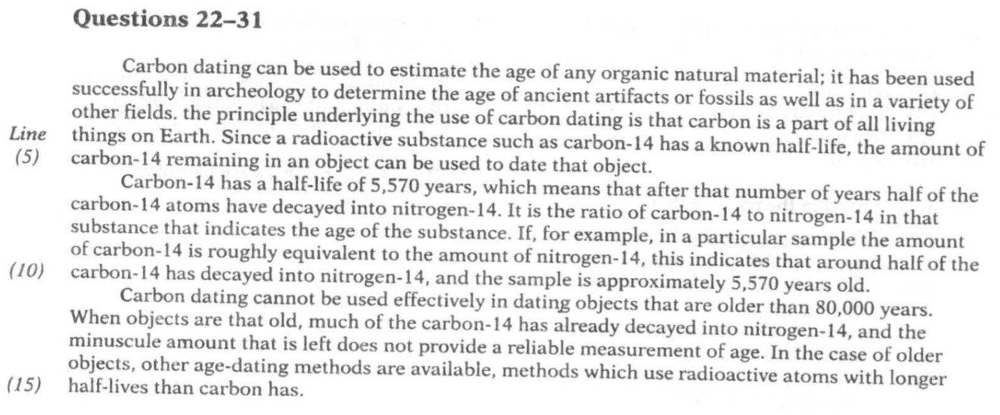 Questions 22–31
Carbon dating can be used to estimate the age of any organic natural material; it has been used
successfully in archeology to determine the age of ancient artifacts or fossils as well as in a variety of
other fields. the principle underlying the use of carbon dating is that carbon is a part of all living
Line things on Earth. Since a radioactive substance such as carbon-14 has a known half-life, the amount of
(5) carbon-14 remaining in an object can be used to date that object.
Carbon-14 has a half-life of 5,570 years, which means that after that number of years half of the
carbon-14 atoms have decayed into nitrogen-14. It is the ratio of carbon-14 to nitrogen-14 in that
substance that indicates the age of the substance. If, for example, in a particular sample the amount
of carbon-14 is roughly equivalent to the amount of nitrogen-14, this indicates that around half of the
(10) carbon-14 has decayed into nitrogen-14, and the sample is approximately 5,570 years old.
Carbon dating cannot be used effectively in dating objects that are older than 80,000 years.
When objects are that old, much of the carbon-14 has already decayed into nitrogen-14, and the
minuscule amount that is left does not provide a reliable measurement of age. In the case of older
objects, other age-dating methods are available, methods which use radioactive atoms with longer
(15) half-lives than carbon has.